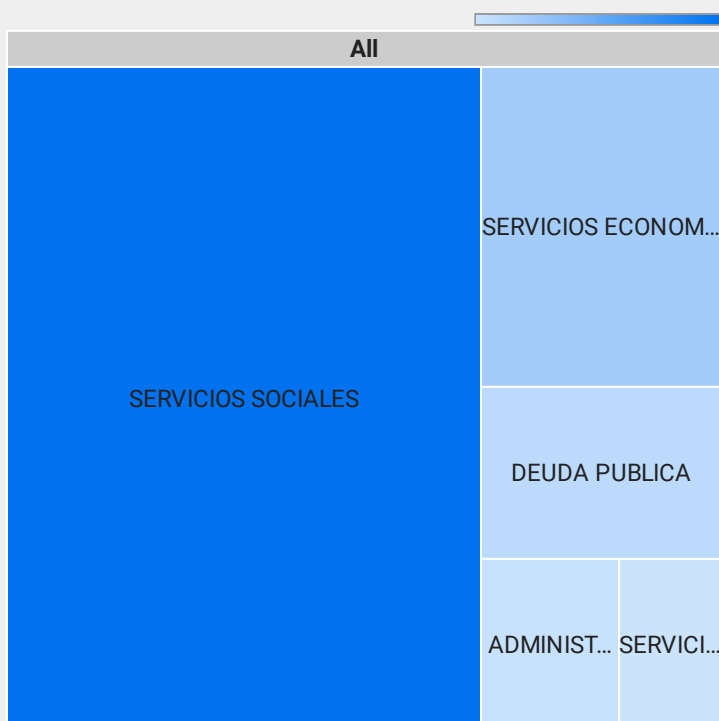 All
SERVICIOS SOCIALES
SERVICIOS ECONOM...
DEUDA PUBLICA
ADMINIST...
SERVICI...